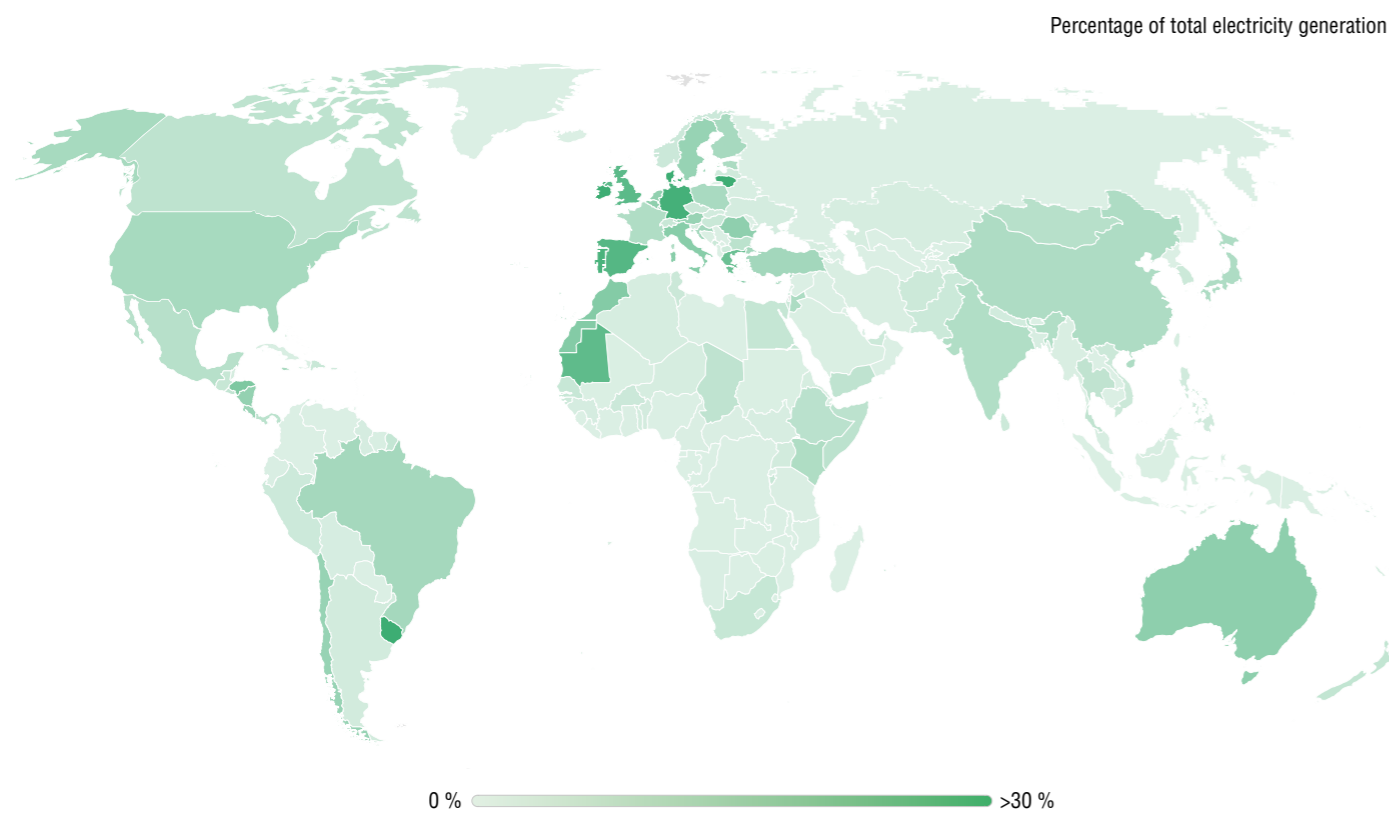 Percentage of total electricity generation
0 %
>30 %